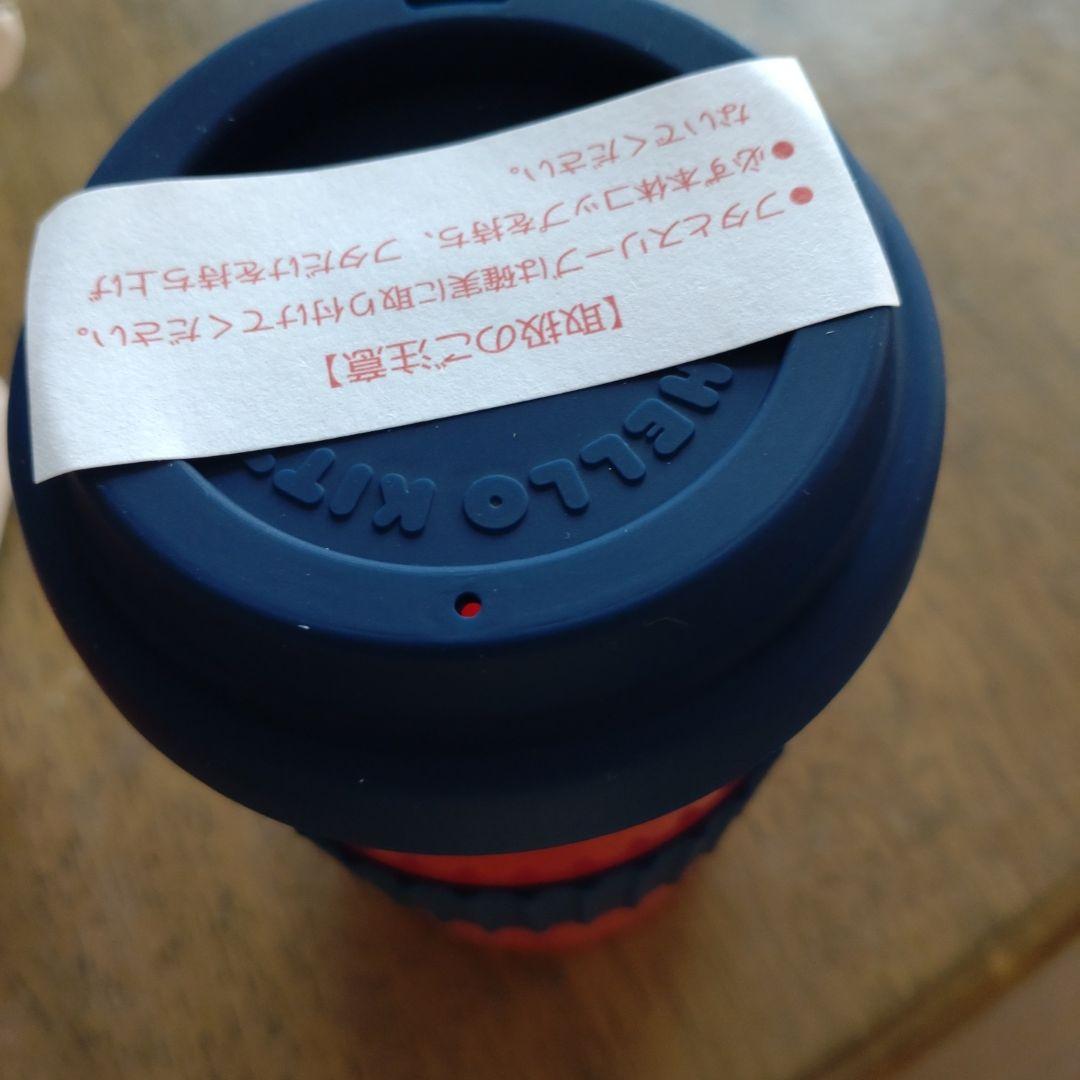 【取扱のご注意】
●フタとスリーブは確実に取り付けてください。
●必ず本体コップを持ち、フタだけを持ち上げ
ないでください。
HELLO KIT